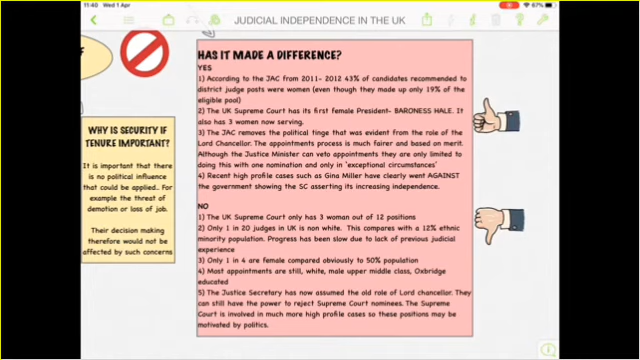 11:40 Wed 1 Apr
67%
JUDICIAL INDEPENDENCE IN THE UK
F
WHY IS SECURITY IF
TENURE IMPORTANT?
It is important that there
is no political influence
that could be applied.. For
example the threat of
demotion or loss of job.
Their decision making
therefore would not be
affected by such concerns
HAS IT MADE A DIFFERENCE?
YES
1) According to the JAC from 2011- 2012 43% of candidates recommended to
district judge posts were women (even though they made up only 19% of the
eligible pool)
2) The UK Supreme Court has its first female President- BARONESS HALE. It
also has 3 women now serving.
3) The JAC removes the political tinge that was evident from the role of the
Lord Chancellor. The appointments process is much fairer and based on merit.
Although the Justice Minister can veto appointments they are only limited to
doing this with one nomination and only in 'exceptional circumstances'
4) Recent high profile cases such as Gina Miller have clearly went AGAINST
the government showing the SC asserting its increasing independence.
NO
1) The UK Supreme Court only has 3 woman out of 12 positions
2) Only 1 in 20 judges in UK is non white. This compares with a 12% ethnic
minority population. Progress has been slow due to lack of previous judicial
experience
3) Only 1 in 4 are female compared obviously to 50% population
4) Most appointments are still, white, male upper middle class, Oxbridge
educated
5) The Justice Secretary has now assumed the old role of Lord chancellor. They
can still have the power to reject Supreme Court nominees. The Supreme
Court is involved in much more high profile cases so these positions may be
motivated by politics.